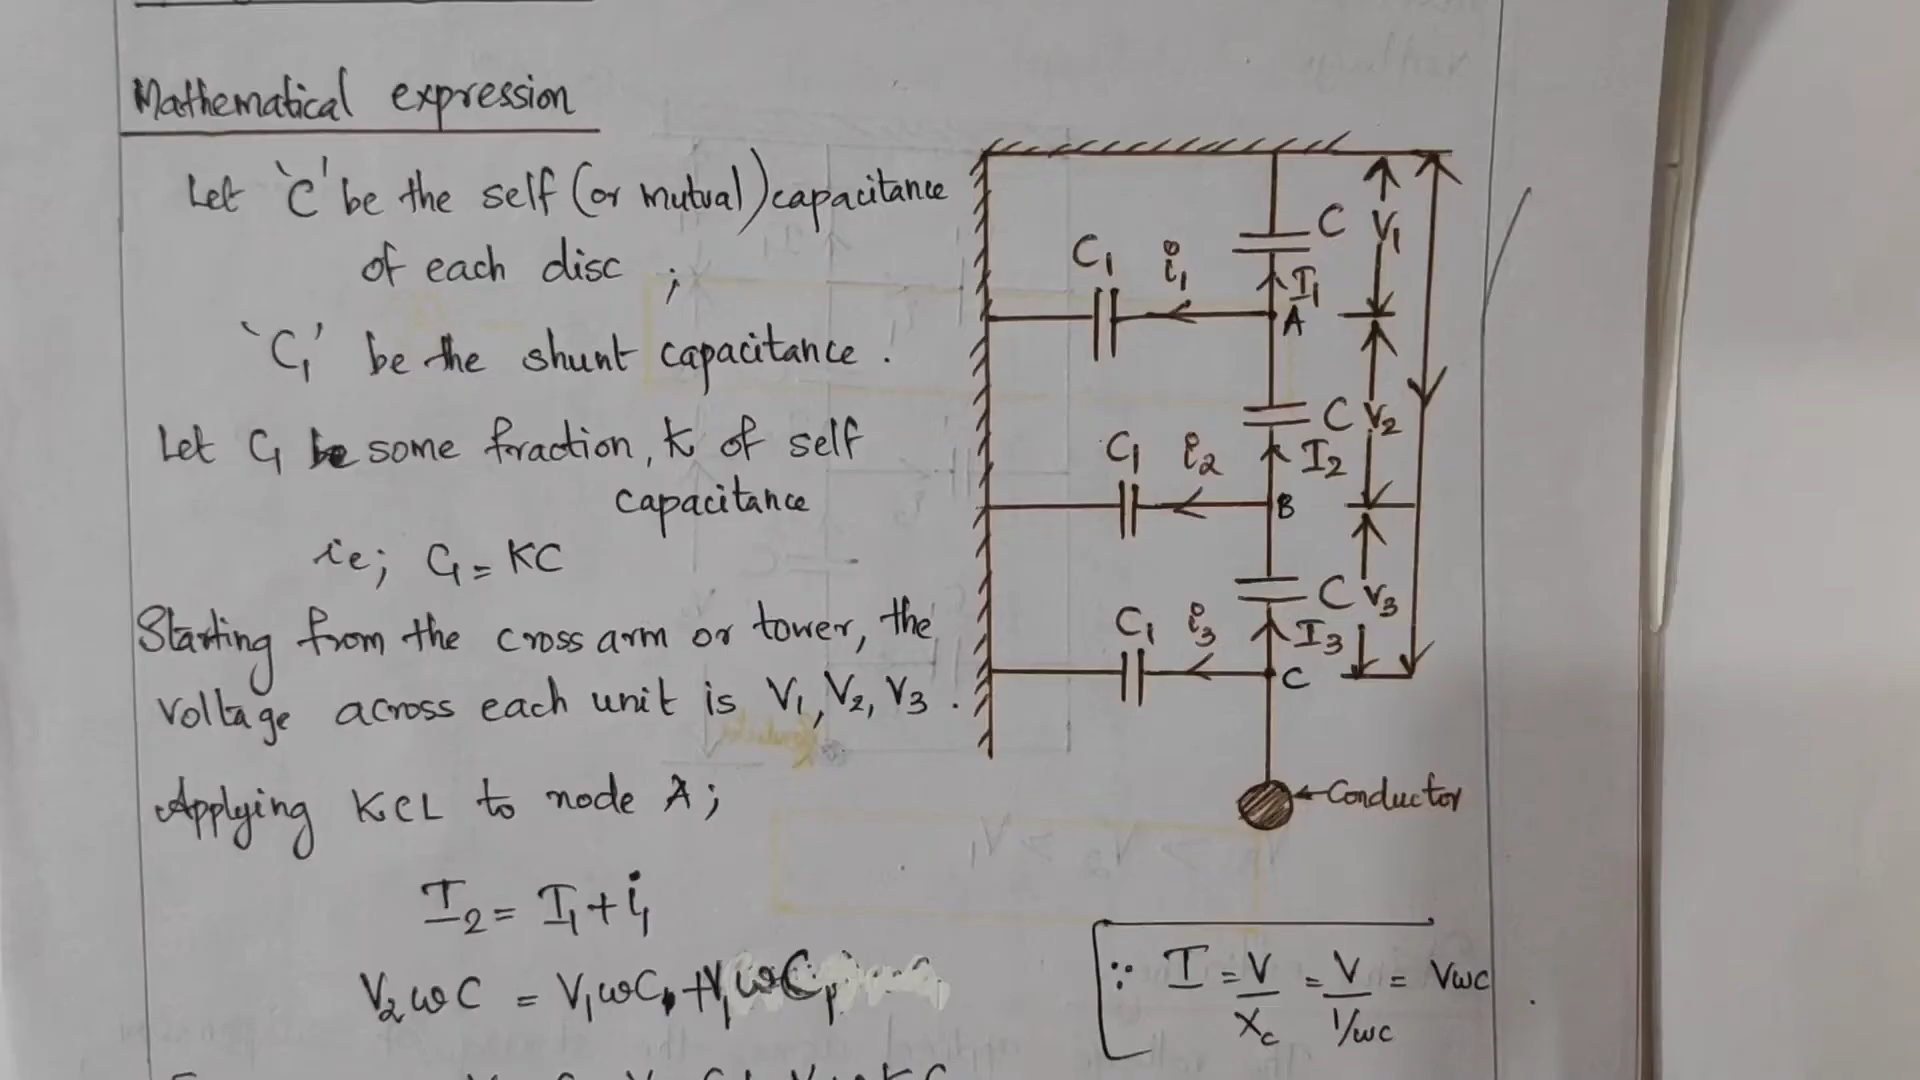 Mathematical expression
Let 'C' be the self (or mutual) capacitance
of each disc ;
'C1' be the shunt capacitance.
Let C1 be some fraction, K of self
capacitance
ie; C1 = KC
Starting from the cross arm or tower, the
voltage across each unit is V1, V2, V3.
Applying KCL to node A;
I2 = I1 + i1
V2ωC = V1ωC + V1ωC1
C V1
C1 i1 I1
A
C V2
C1 i2 I2
B
C V3
C1 i3 I3
C
Conductor
∵ I = V/Xc = V/1/ωc = Vωc